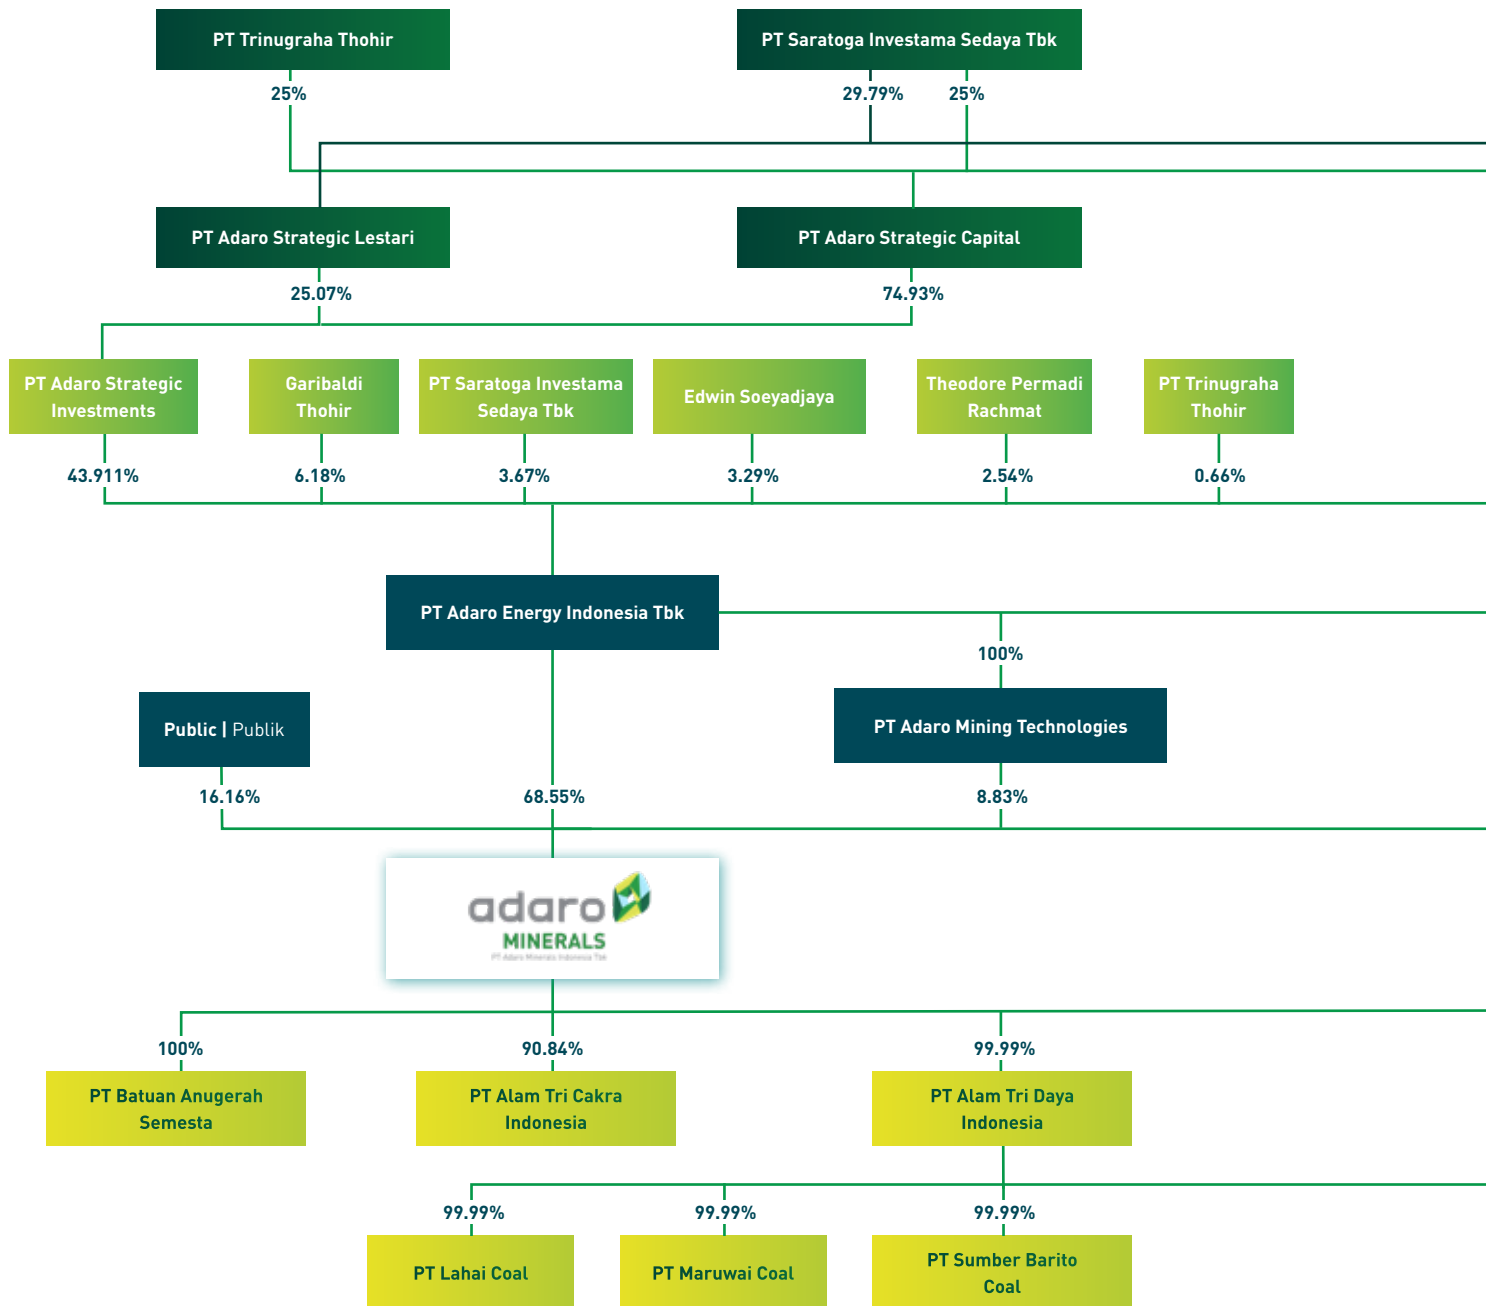 PT Trinugraha Thohir
PT Saratoga Investama Sedaya Tbk
25%
29.79%
25%
PT Adaro Strategic Lestari
PT Adaro Strategic Capital
25.07%
74.93%
PT Adaro Strategic
Investments
Garibaldi
Thohir
PT Saratoga Investama
Sedaya Tbk
Edwin Soeyadjaya
Theodore Permadi
Rachmat
PT Trinugraha
Thohir
43.911%
6.18%
3.67%
3.29%
2.54%
0.66%
PT Adaro Energy Indonesia Tbk
100%
Public | Publik
PT Adaro Mining Technologies
16.16%
68.55%
8.83%
adaro
MINERALS
PT Adaro Minerals Indonesia Tbk
100%
90.84%
99.99%
PT Batuan Anugerah
Semesta
PT Alam Tri Cakra
Indonesia
PT Alam Tri Daya
Indonesia
99.99%
99.99%
99.99%
PT Lahai Coal
PT Maruwai Coal
PT Sumber Barito
Coal